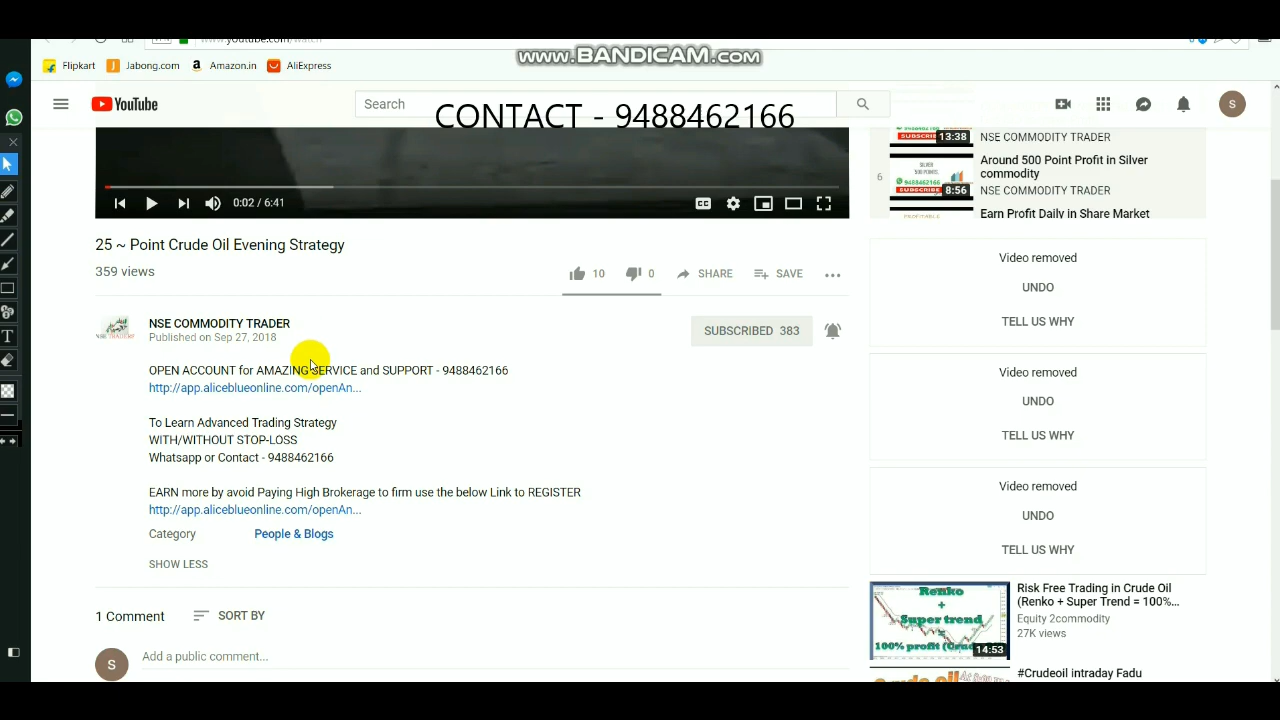 www.BANDICAM.com
Flipkart
Jabong.com
Amazon.in
AliExpress
YouTube
Search
CONTACT - 9488462166
S
13:38
NSE COMMODITY TRADER
6
Around 500 Point Profit in Silver
commodity
8:56
NSE COMMODITY TRADER
Earn Profit Daily in Share Market
0:02 / 6:41
25 ~ Point Crude Oil Evening Strategy
359 views
10
0
SHARE
SAVE
NSE COMMODITY TRADER
Published on Sep 27, 2018
SUBSCRIBED 383
OPEN ACCOUNT for AMAZING SERVICE and SUPPORT - 9488462166
http://app.aliceblueonline.com/openAn...
To Learn Advanced Trading Strategy
WITH/WITHOUT STOP-LOSS
Whatsapp or Contact - 9488462166
EARN more by avoid Paying High Brokerage to firm use the below Link to REGISTER
http://app.aliceblueonline.com/openAn...
Category People & Blogs
SHOW LESS
1 Comment
SORT BY
S
Add a public comment...
Video removed
UNDO
TELL US WHY
Video removed
UNDO
TELL US WHY
Video removed
UNDO
TELL US WHY
Renko
+
Super trend
=
100% profit
14:53
Risk Free Trading in Crude Oil
(Renko + Super Trend = 100%...
Equity 2commodity
27K views
#Crudeoil intraday Fadu